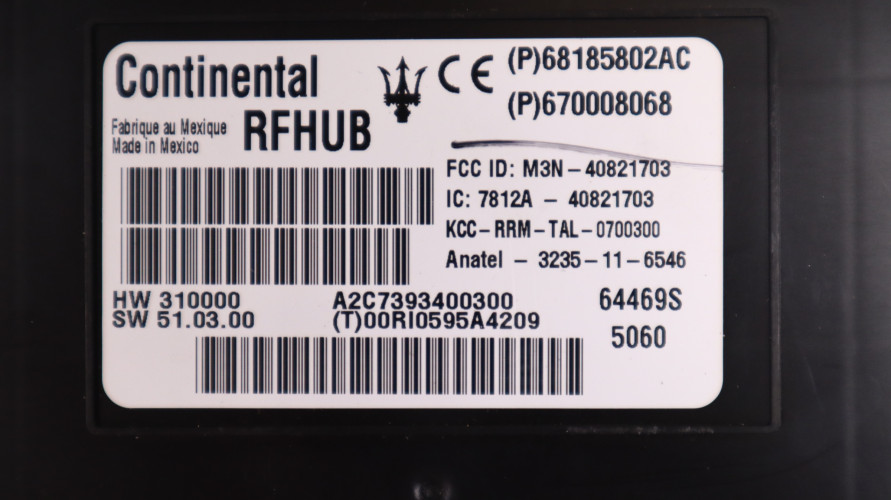 Continental
CE
(P)68185802AC
(P)670008068
Fabrique au Mexique
Made in Mexico
RFHUB
FCC ID: M3N-40821703
IC: 7812A - 40821703
KCC-RRM-TAL-0700300
Anatel - 3235-11-6546
HW 310000
SW 51.03.00
A2C7393400300
(T)00RI0595A4209
64469S
5060